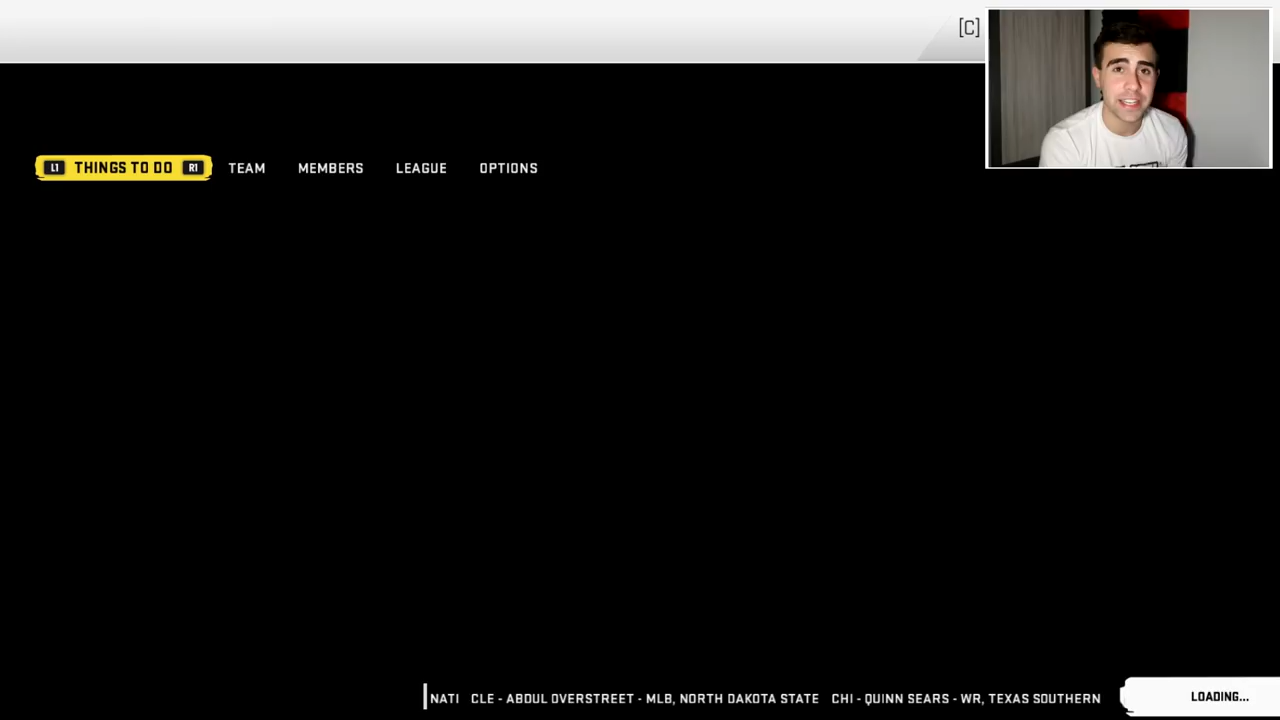 [C]
L1 THINGS TO DO R1 TEAM MEMBERS LEAGUE OPTIONS
NATI CLE - ABDUL OVERSTREET - MLB, NORTH DAKOTA STATE CHI - QUINN SEARS - WR, TEXAS SOUTHERN
LOADING...